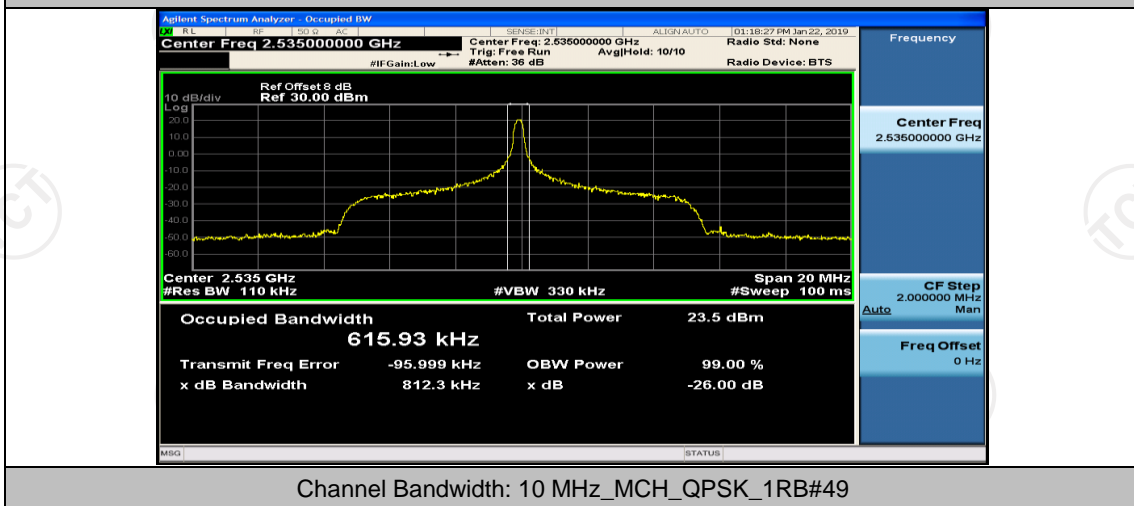 Agilent Spectrum Analyzer - Occupied BW
LXI RL RF 50 Ω AC SENSE:INT ALIGN AUTO 01:18:27 PM Jan 22, 2019
Center Freq 2.535000000 GHz Center Freq: 2.535000000 GHz Radio Std: None Frequency
Trig: Free Run Avg|Hold: 10/10
#IFGain:Low #Atten: 36 dB Radio Device: BTS
Ref Offset 8 dB
10 dB/div Ref 30.00 dBm
Log
20.0
10.0
0.00
-10.0
-20.0
-30.0
-40.0
-50.0
-60.0
Center Freq
2.535000000 GHz
Center 2.535 GHz Span 20 MHz
#Res BW 110 kHz #VBW 330 kHz #Sweep 100 ms
CF Step
2.000000 MHz
Auto Man
Occupied Bandwidth Total Power 23.5 dBm
615.93 kHz
Freq Offset
0 Hz
Transmit Freq Error -95.999 kHz OBW Power 99.00 %
x dB Bandwidth 812.3 kHz x dB -26.00 dB
MSG STATUS
TCT
TCT
Channel Bandwidth: 10 MHz_MCH_QPSK_1RB#49